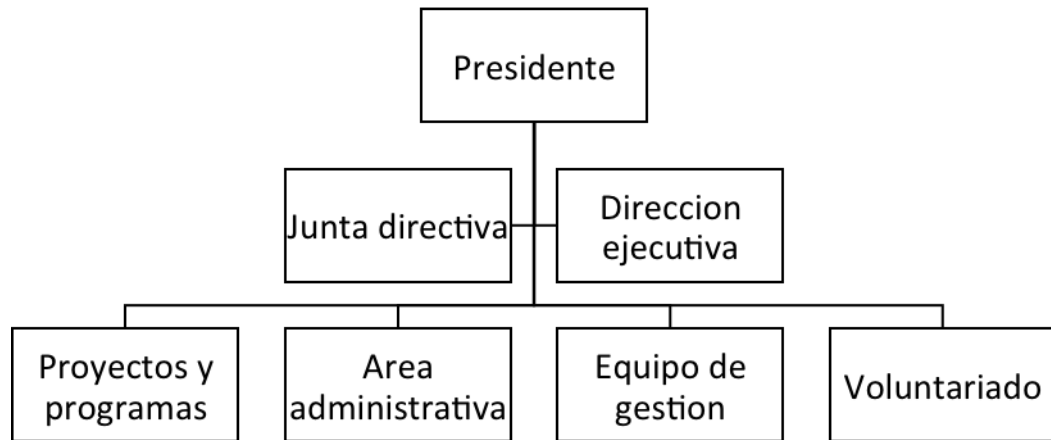 Presidente
Junta directiva
Direccion
ejecutiva
Proyectos y
programas
Area
administrativa
Equipo de
gestion
Voluntariado